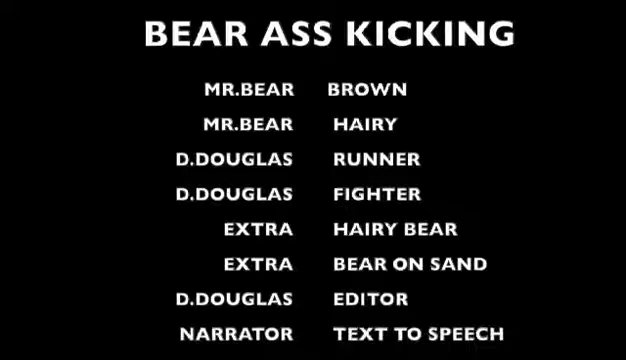 BEAR ASS KICKING
MR.BEAR BROWN
MR.BEAR HAIRY
D.DOUGLAS RUNNER
D.DOUGLAS FIGHTER
EXTRA HAIRY BEAR
EXTRA BEAR ON SAND
D.DOUGLAS EDITOR
NARRATOR TEXT TO SPEECH